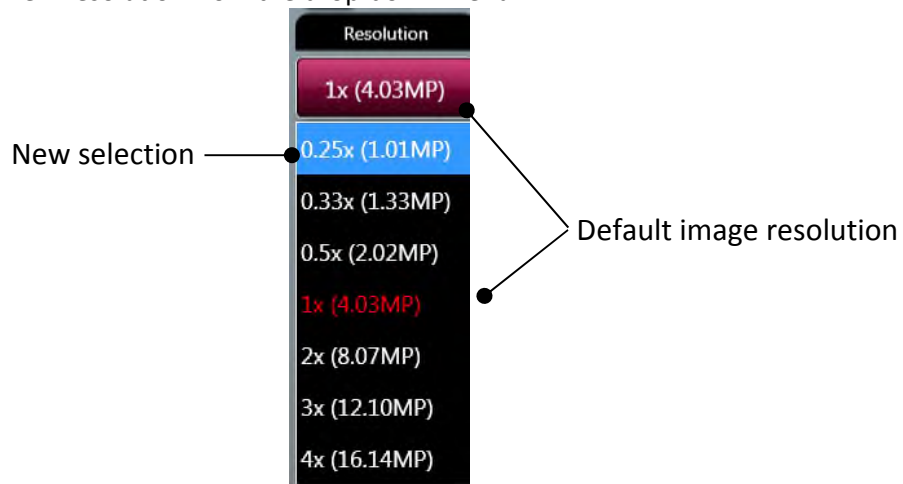 Resolution
1x (4.03MP)
New selection
0.25x (1.01MP)
0.33x (1.33MP)
Default image resolution
0.5x (2.02MP)
1x (4.03MP)
2x (8.07MP)
3x (12.10MP)
4x (16.14MP)